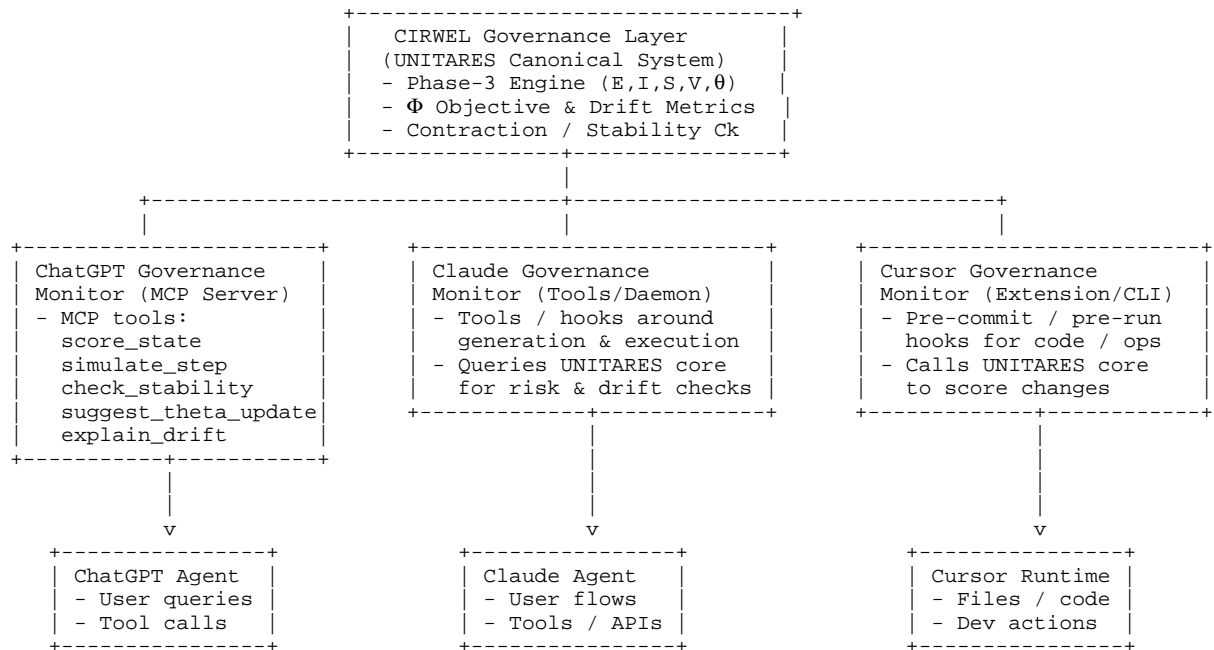 CIRWEL Governance Layer
(UNITARES Canonical System)
- Phase-3 Engine (E,I,S,V,θ)
- Φ Objective & Drift Metrics
- Contraction / Stability Ck
ChatGPT Governance
Monitor (MCP Server)
- MCP tools:
score_state
simulate_step
check_stability
suggest_theta_update
explain_drift
Claude Governance
Monitor (Tools/Daemon)
- Tools / hooks around
generation & execution
- Queries UNITARES core
for risk & drift checks
Cursor Governance
Monitor (Extension/CLI)
- Pre-commit / pre-run
hooks for code / ops
- Calls UNITARES core
to score changes
ChatGPT Agent
- User queries
- Tool calls
Claude Agent
- User flows
- Tools / APIs
Cursor Runtime
- Files / code
- Dev actions